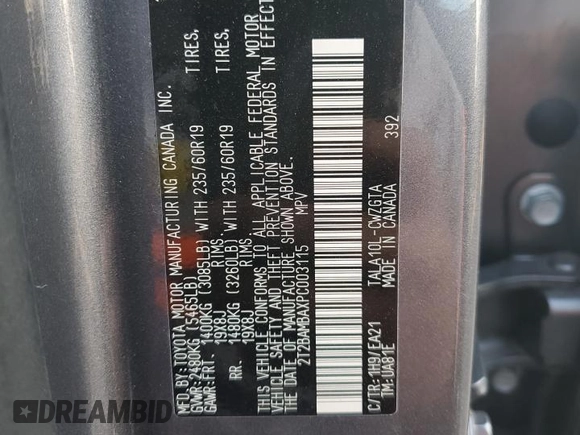 MFD.BY:TOYOTA MOTOR MANUFACTURING CANADA INC.
GVWR:2480KG(5465LB)
GAWR:FRT. 1400KG (3085LB) WITH 235/60R19 TIRES,
19X8J RIMS
RR. 1480KG (3260LB) WITH 235/60R19 TIRES,
19X8J RIMS
THIS VEHICLE CONFORMS TO ALL APPLICABLE FEDERAL MOTOR
VEHICLE SAFETY AND THEFT PREVENTION STANDARDS IN EFFECT
ON THE DATE OF MANUFACTURE SHOWN ABOVE.
2T2BAMBAXPC003115 MPV
392
C/TR:1H9/EA21 TALA10L-CWZGTA
TM:UA81E MADE IN CANADA
DREAMBID